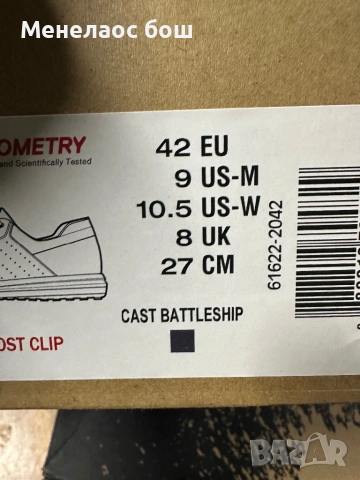 Менелаос бош
OMETRY
and Scientifically Tested
42 EU
9 US-M
10.5 US-W
8 UK
27 CM
61622-2042
CAST BATTLESHIP
OST CLIP
BAZAR